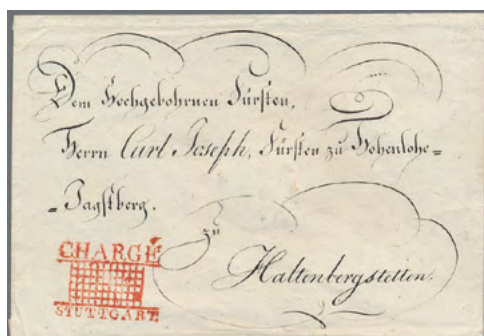 Dem Hochgebohrnen Fürsten,
Herrn Carl Joseph, Fürsten zu Hohenlohe=
=Jagstberg.
zu
Haltenbergstetten.
CHARGÉ
STUTTGART